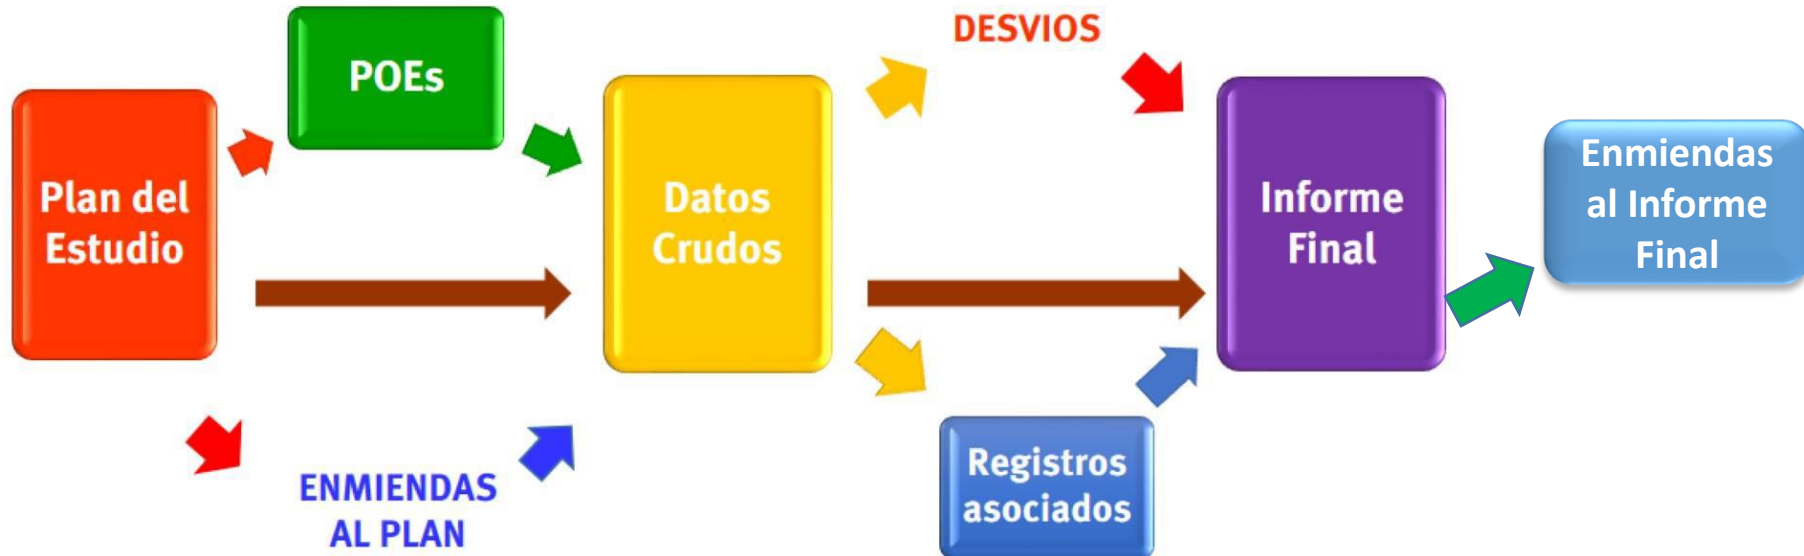 Plan del
Estudio
POEs
ENMIENDAS
AL PLAN
Datos
Crudos
DESVIOS
Registros
asociados
Informe
Final
Enmiendas
al Informe
Final